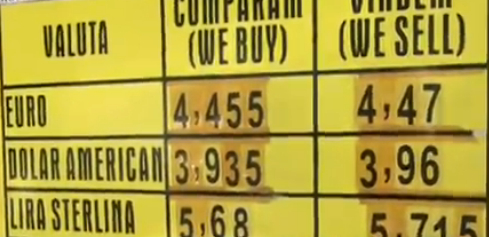 VALUTA CUMPARAM (WE BUY) VINDEM (WE SELL)
EURO 4,455 4,47
DOLAR AMERICAN 3,935 3,96
LIRA STERLINA 5,68 5,715